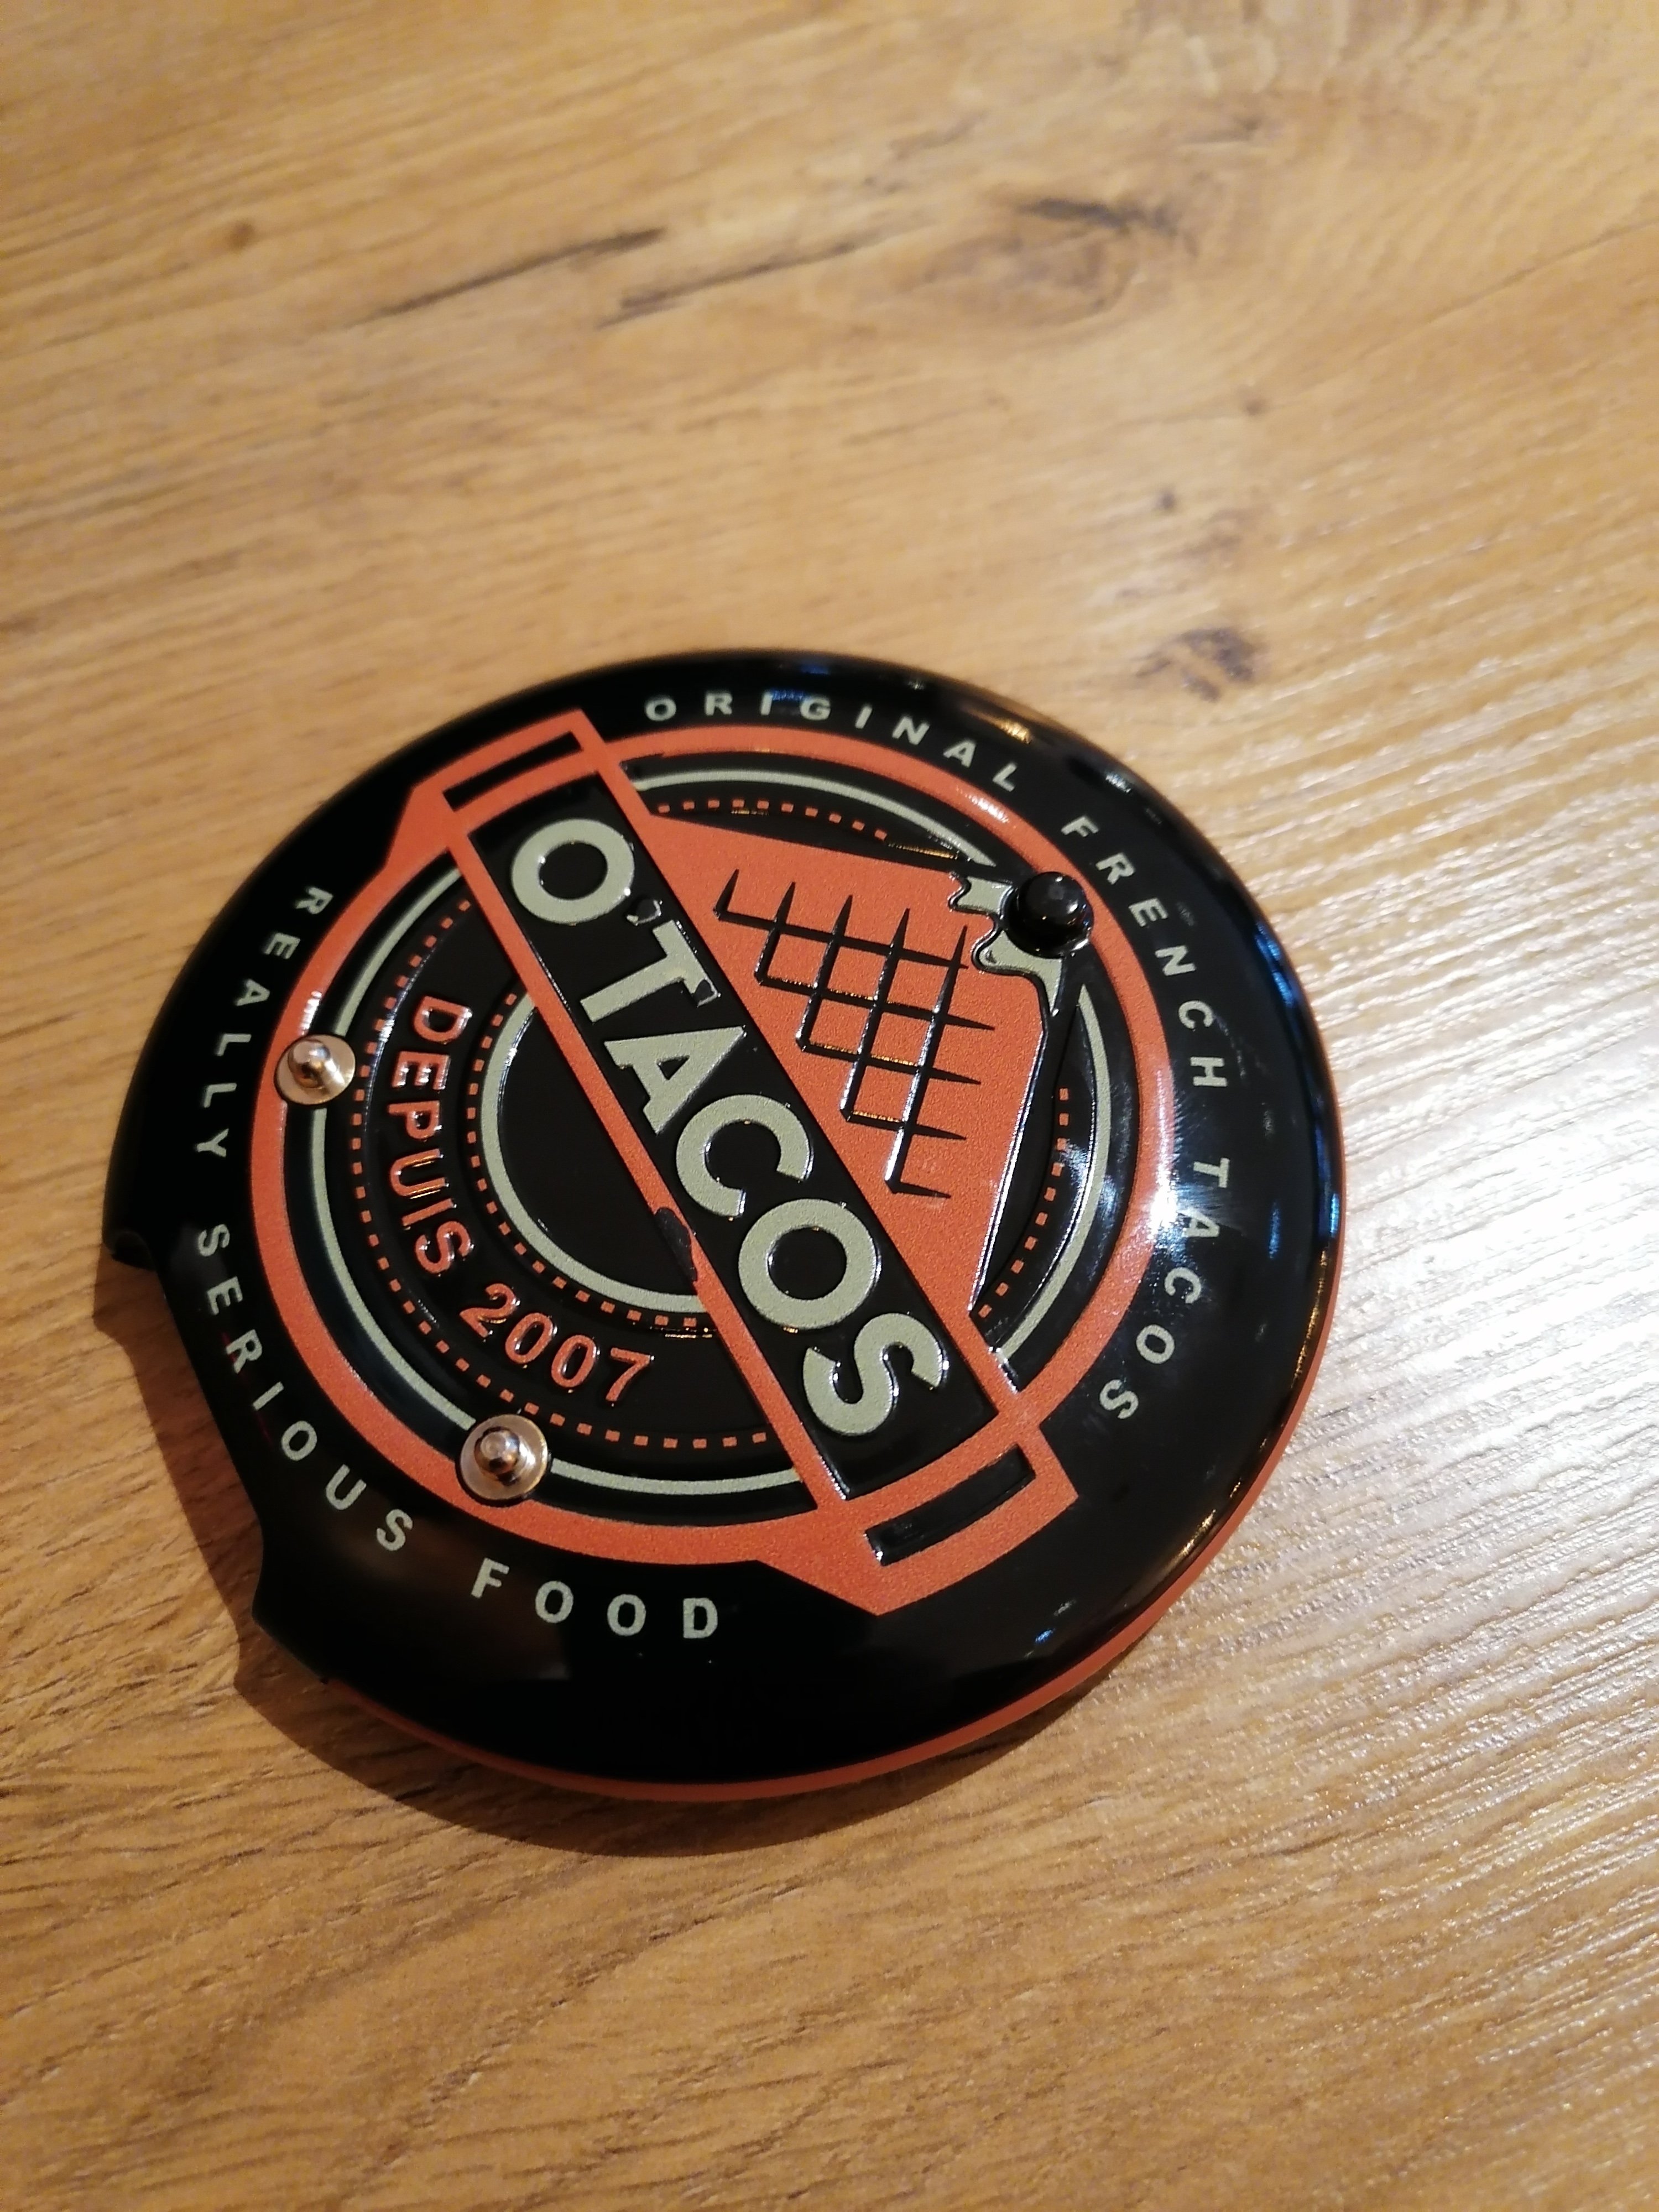 ORIGINAL FRENCH TACOS
O'TACOS
DEPUIS 2007
REALLY SERIOUS FOOD